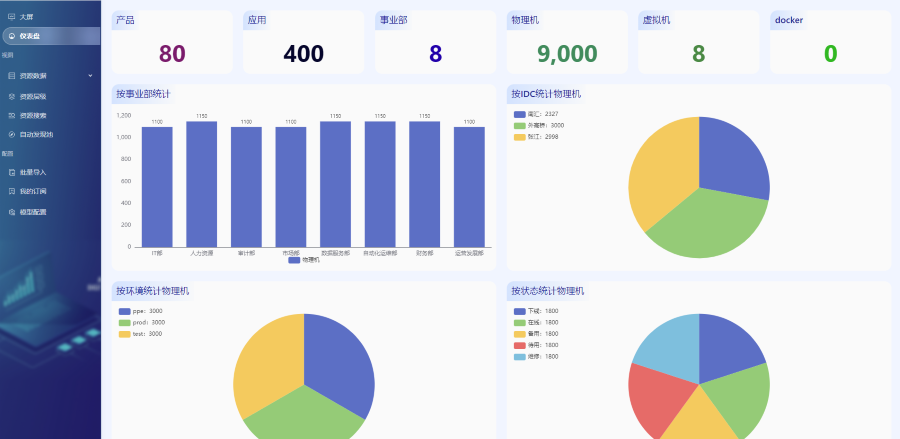 大屏
仪表盘
视图
资源数据
资源层级
资源搜索
自动发现池
配置
批量导入
我的订阅
模型配置
产品
80
应用
400
事业部
8
物理机
9,000
虚拟机
8
docker
0
按事业部统计
1,200
1,000
800
600
400
200
0
1100
1150
1100
1100
1150
1150
1150
1100
IT部
人力资源
审计部
市场部
数据服务部
自动化运维部
财务部
运营发展部
物理机
按IDC统计物理机
南汇: 2327
外高桥: 3000
张江: 2998
按环境统计物理机
ppe: 3000
prod: 3000
test: 3000
按状态统计物理机
下线: 1800
在线: 1800
备用: 1800
待用: 1800
维修: 1800